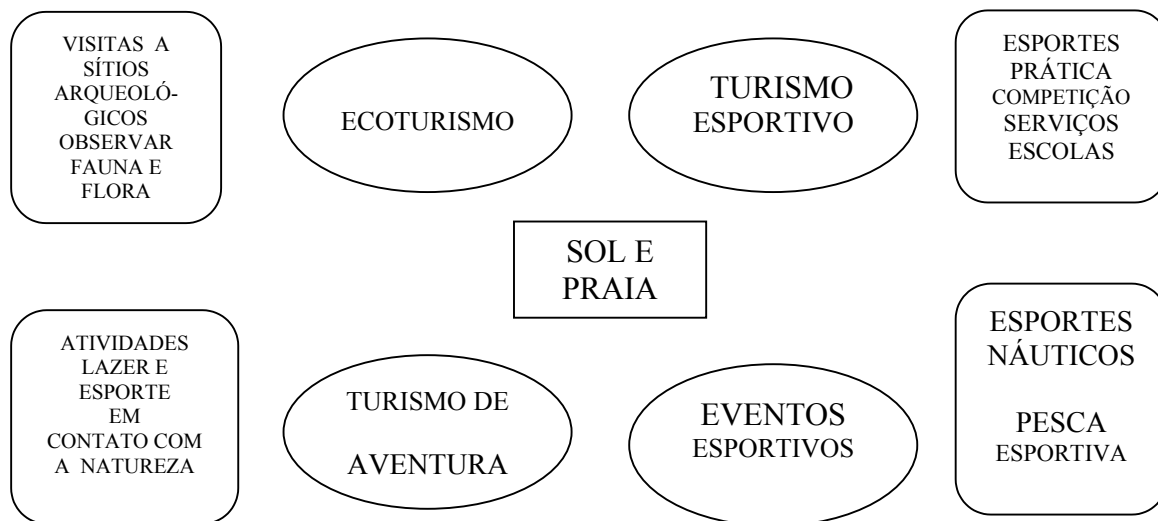 VISITAS A
SÍTIOS
ARQUEOLÓ-
GICOS
OBSERVAR
FAUNA E
FLORA
ECOTURISMO
TURISMO
ESPORTIVO
ESPORTES
PRÁTICA
COMPETIÇÃO
SERVIÇOS
ESCOLAS
SOL E
PRAIA
ATIVIDADES
LAZER E
ESPORTE
EM
CONTATO COM
A NATUREZA
TURISMO DE
AVENTURA
EVENTOS
ESPORTIVOS
ESPORTES
NÁUTICOS
PESCA
ESPORTIVA